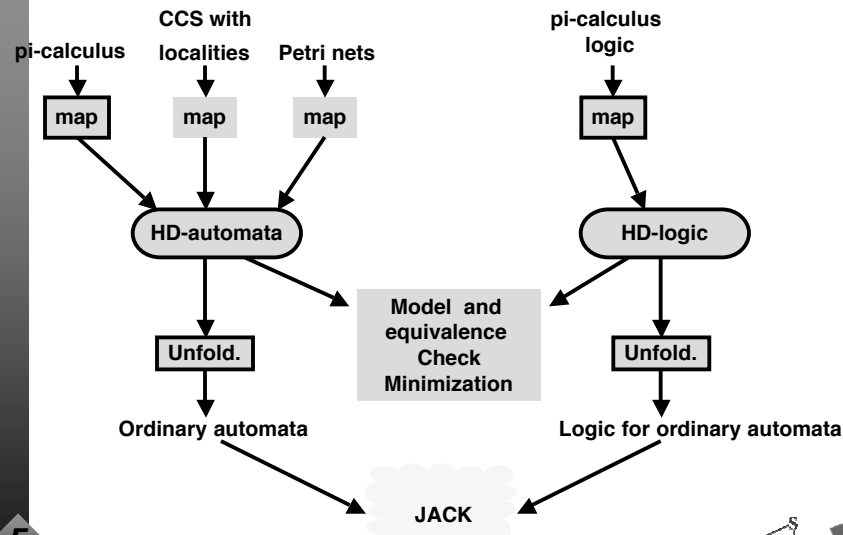 CCS with
pi-calculus
localities
Petri nets
pi-calculus
logic
map
map
map
map
HD-automata
HD-logic
Model and
equivalence
Check
Minimization
Unfold.
Unfold.
Ordinary automata
Logic for ordinary automata
JACK
S